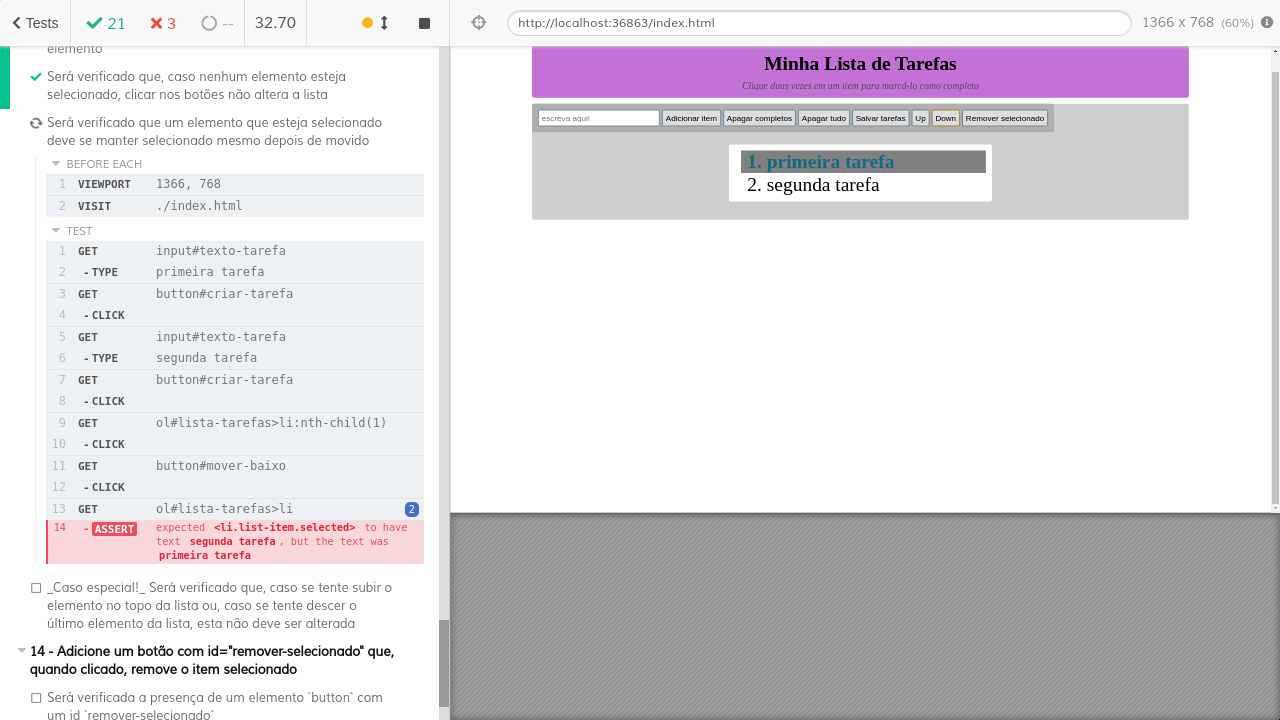 Tests
21
3
--
32.70
http://localhost:36863/index.html
1366 x 768 (60%)
elemento
Será verificado que, caso nenhum elemento esteja
selecionado, clicar nos botões não altera a lista
Será verificado que um elemento que esteja selecionado
deve se manter selecionado mesmo depois de movido
BEFORE EACH
1 VIEWPORT 1366, 768
2 VISIT ./index.html
TEST
1 GET input#texto-tarefa
2 -TYPE primeira tarefa
3 GET button#criar-tarefa
4 -CLICK
5 GET input#texto-tarefa
6 -TYPE segunda tarefa
7 GET button#criar-tarefa
8 -CLICK
9 GET ol#lista-tarefas>li:nth-child(1)
10 -CLICK
11 GET button#mover-baixo
12 -CLICK
13 GET ol#lista-tarefas>li 2
14 -ASSERT expected <li.list-item.selected> to have
text segunda tarefa, but the text was
primeira tarefa
_Caso especial!_ Será verificado que, caso se tente subir o
elemento no topo da lista ou, caso se tente descer o
último elemento da lista, esta não deve ser alterada
14 - Adicione um botão com id="remover-selecionado" que,
quando clicado, remove o item selecionado
Será verificada a presença de um elemento `button` com
um id `remover-selecionado`
Minha Lista de Tarefas
Clique duas vezes em um item para marcá-lo como completo
escreva aqui! Adicionar item Apagar completos Apagar tudo Salvar tarefas Up Down Remover selecionado
1. primeira tarefa
2. segunda tarefa